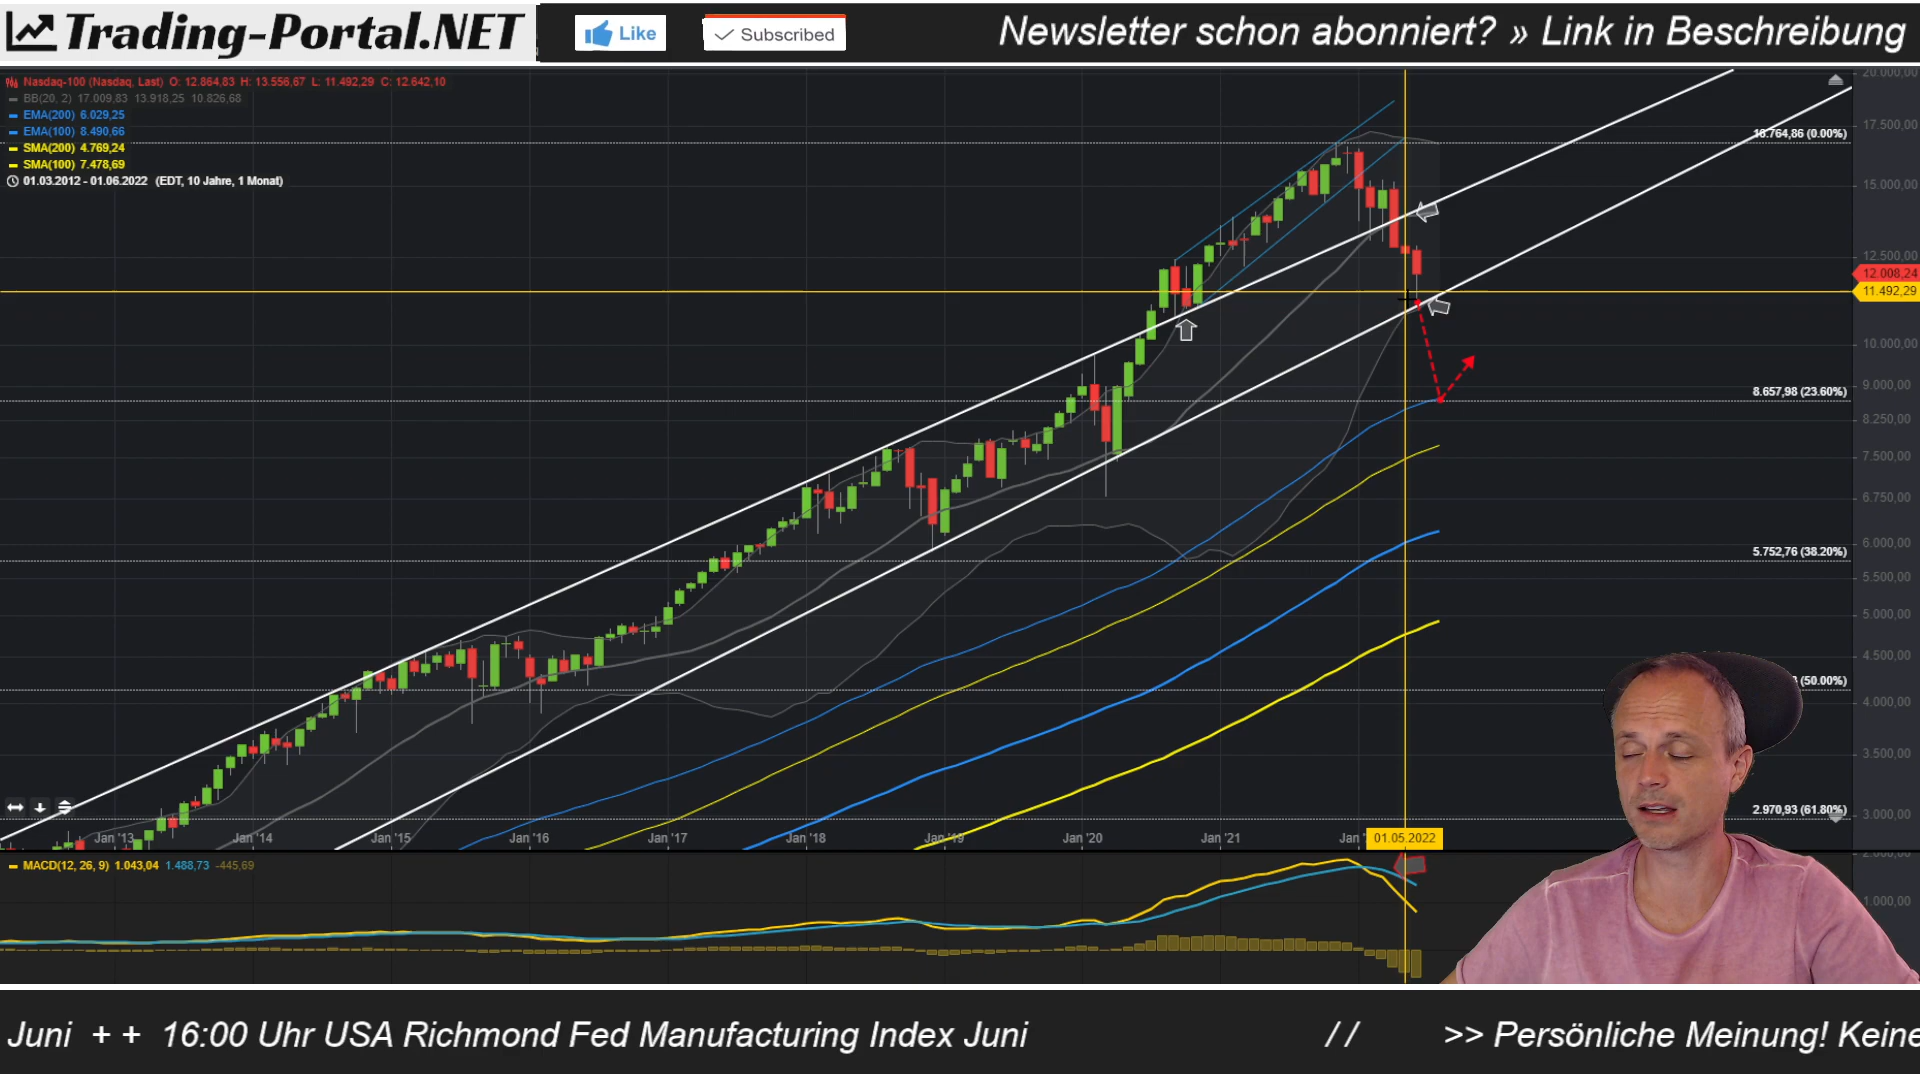 Trading-Portal.NET
Like
Subscribed
Newsletter schon abonniert? » Link in Beschreibung
Nasdaq-100 (Nasdaq, Last) O: 12.864,83 H: 13.556,67 L: 11.492,29 C: 12.642,10
BB(20, 2) 17.009,83 13.918,25 10.826,68
EMA(200) 6.029,25
EMA(100) 8.490,66
SMA(200) 4.769,24
SMA(100) 7.478,69
01.03.2012 - 01.06.2022 (EDT, 10 Jahre, 1 Monat)
20.000,00
17.500,00
16.764,86 (0.00%)
15.000,00
12.500,00
12.008,24
11.492,29
10.000,00
9.000,00
8.657,98 (23.60%)
8.250,00
7.500,00
6.750,00
6.000,00
5.752,76 (38.20%)
5.500,00
5.000,00
4.500,00
(50.00%)
4.000,00
3.500,00
2.970,93 (61.80%)
3.000,00
Jan '13
Jan '14
Jan '15
Jan '16
Jan '17
Jan '18
Jan '19
Jan '20
Jan '21
Jan
01.05.2022
MACD(12, 26, 9) 1.043,04 1.488,73 -445,69
2.000,00
1.000,00
Juni ++ 16:00 Uhr USA Richmond Fed Manufacturing Index Juni // >> Persönliche Meinung! Keine